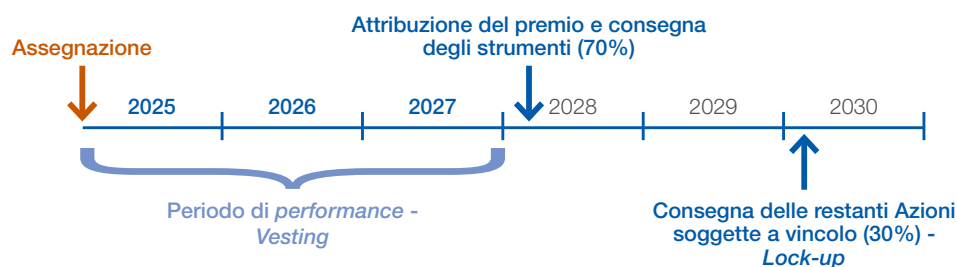 Attribuzione del premio e consegna
degli strumenti (70%)
Assegnazione
2025 2026 2027 2028 2029 2030
Periodo di performance -
Vesting
Consegna delle restanti Azioni
soggette a vincolo (30%) -
Lock-up